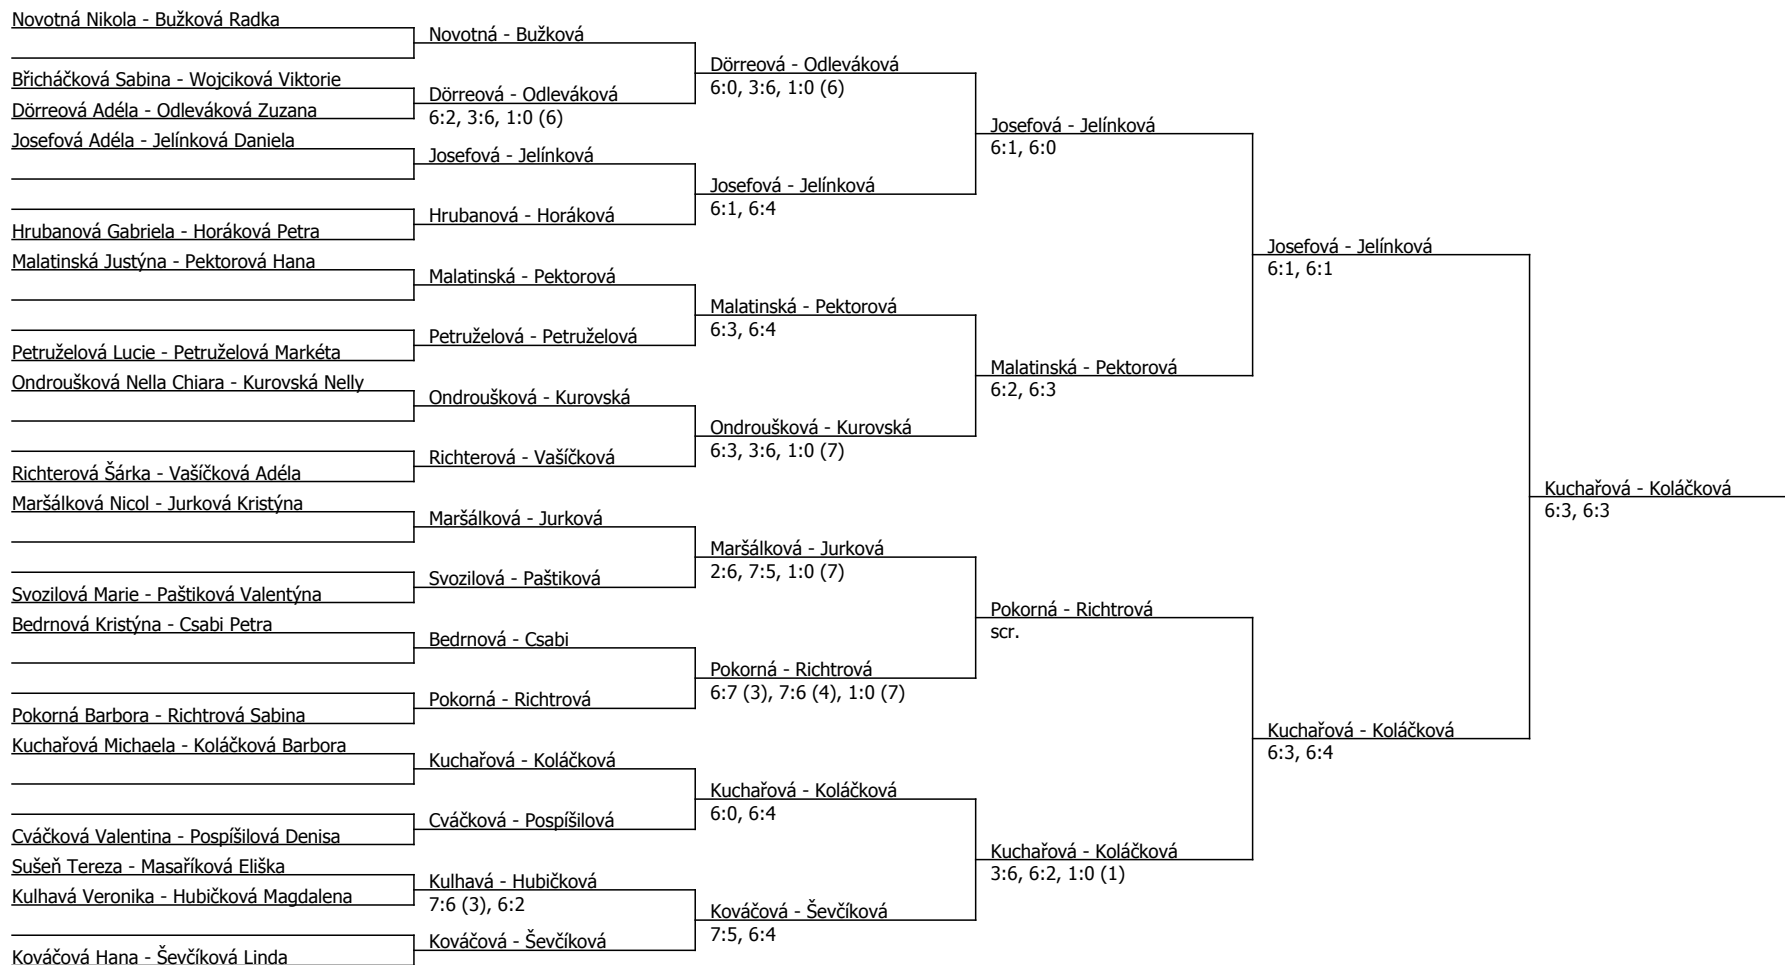 Novotná Nikola - Bužková Radka
Břicháčková Sabina - Wojciková Viktorie
Dörreová Adéla - Odleváková Zuzana
Josefová Adéla - Jelínková Daniela
Hrubanová Gabriela - Horáková Petra
Malatinská Justýna - Pektorová Hana
Petruželová Lucie - Petruželová Markéta
Ondroušková Nella Chiara - Kurovská Nelly
Richterová Šárka - Vašíčková Adéla
Maršálková Nicol - Jurková Kristýna
Svozilová Marie - Paštiková Valentýna
Bedrnová Kristýna - Csabi Petra
Pokorná Barbora - Richtrová Sabina
Kuchařová Michaela - Koláčková Barbora
Cváčková Valentina - Pospíšilová Denisa
Sušeň Tereza - Masaříková Eliška
Kulhavá Veronika - Hubičková Magdalena
Kováčová Hana - Ševčíková Linda
Novotná - Bužková
Dörreová - Odleváková
6:2, 3:6, 1:0 (6)
Josefová - Jelínková
Hrubanová - Horáková
Malatinská - Pektorová
Petruželová - Petruželová
Ondroušková - Kurovská
Richterová - Vašíčková
Maršálková - Jurková
Svozilová - Paštiková
Bedrnová - Csabi
Pokorná - Richtrová
Kuchařová - Koláčková
Cváčková - Pospíšilová
Kulhavá - Hubičková
7:6 (3), 6:2
Kováčová - Ševčíková
Dörreová - Odleváková
6:0, 3:6, 1:0 (6)
Josefová - Jelínková
6:1, 6:4
Malatinská - Pektorová
6:3, 6:4
Ondroušková - Kurovská
6:3, 3:6, 1:0 (7)
Maršálková - Jurková
2:6, 7:5, 1:0 (7)
Pokorná - Richtrová
6:7 (3), 7:6 (4), 1:0 (7)
Kuchařová - Koláčková
6:0, 6:4
Kováčová - Ševčíková
7:5, 6:4
Josefová - Jelínková
6:1, 6:0
Malatinská - Pektorová
6:2, 6:3
Pokorná - Richtrová
scr.
Kuchařová - Koláčková
3:6, 6:2, 1:0 (1)
Josefová - Jelínková
6:1, 6:1
Kuchařová - Koláčková
6:3, 6:4
Kuchařová - Koláčková
6:3, 6:3